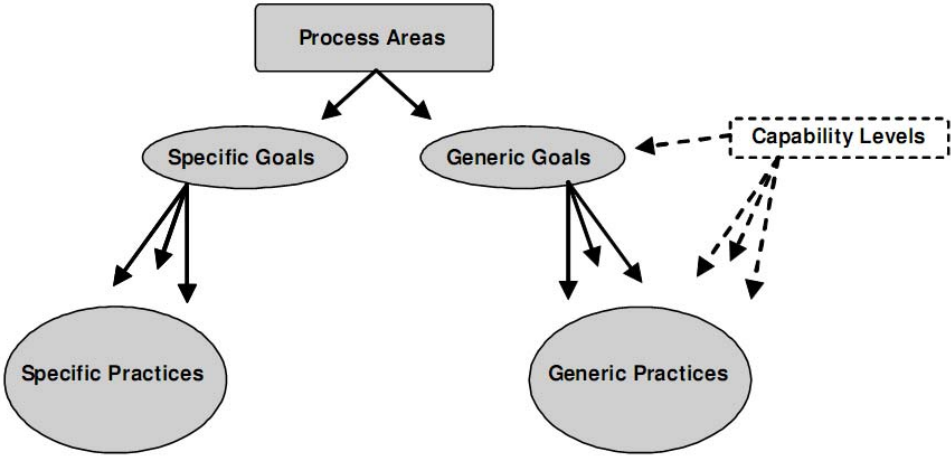 Process Areas
Specific Goals
Generic Goals
Capability Levels
Specific Practices
Generic Practices